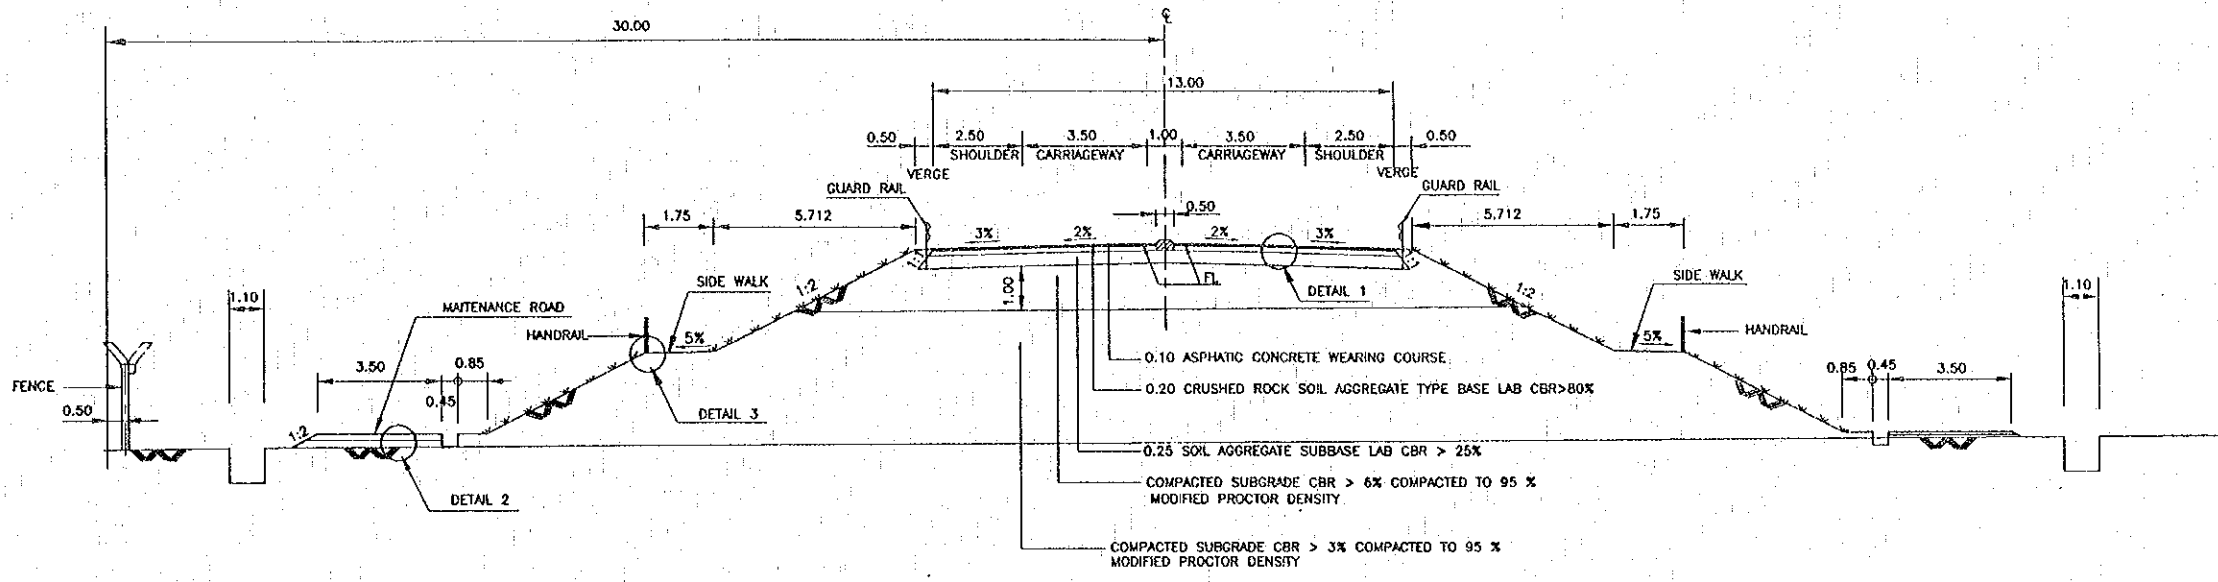 ℄
30.00
13.00
0.50 2.50 3.50 1.00 3.50 2.50 0.50
SHOULDER CARRIAGEWAY CARRIAGEWAY SHOULDER
VERGE VERGE
GUARD RAIL GUARD RAIL
1.75 5.712 0.50 5.712 1.75
3% 2% 2% 3%
1:2 1:2
SIDE WALK SIDE WALK
FL
1.00
DETAIL 1
1.10 1.10
MAITENANCE ROAD
HANDRAIL 5% 5% HANDRAIL
0.10 ASPHATIC CONCRETE WEARING COURSE
3.50 0.85 0.85 0.45 3.50
FENCE
0.20 CRUSHED ROCK SOIL AGGREGATE TYPE BASE LAB CBR>80%
0.45
0.50
DETAIL 3
1:2
0.25 SOIL AGGREGATE SUBBASE LAB CBR > 25%
COMPACTED SUBGRADE CBR > 6% COMPACTED TO 95 %
MODIFIED PROCTOR DENSITY
DETAIL 2
COMPACTED SUBGRADE CBR > 3% COMPACTED TO 95 %
MODIFIED PROCTOR DENSITY